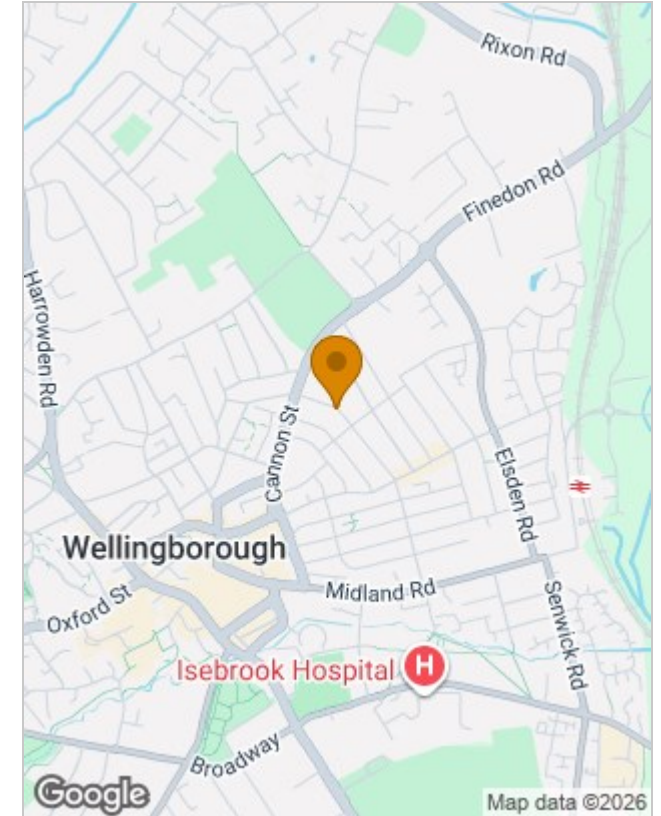 Rixon Rd
Finedon Rd
Harrowden Rd
Cannon St
Elsden Rd
Wellingborough
Midland Rd
Oxford St
Senwick Rd
Isebrook Hospital
H
Broadway
Google
Map data ©2026